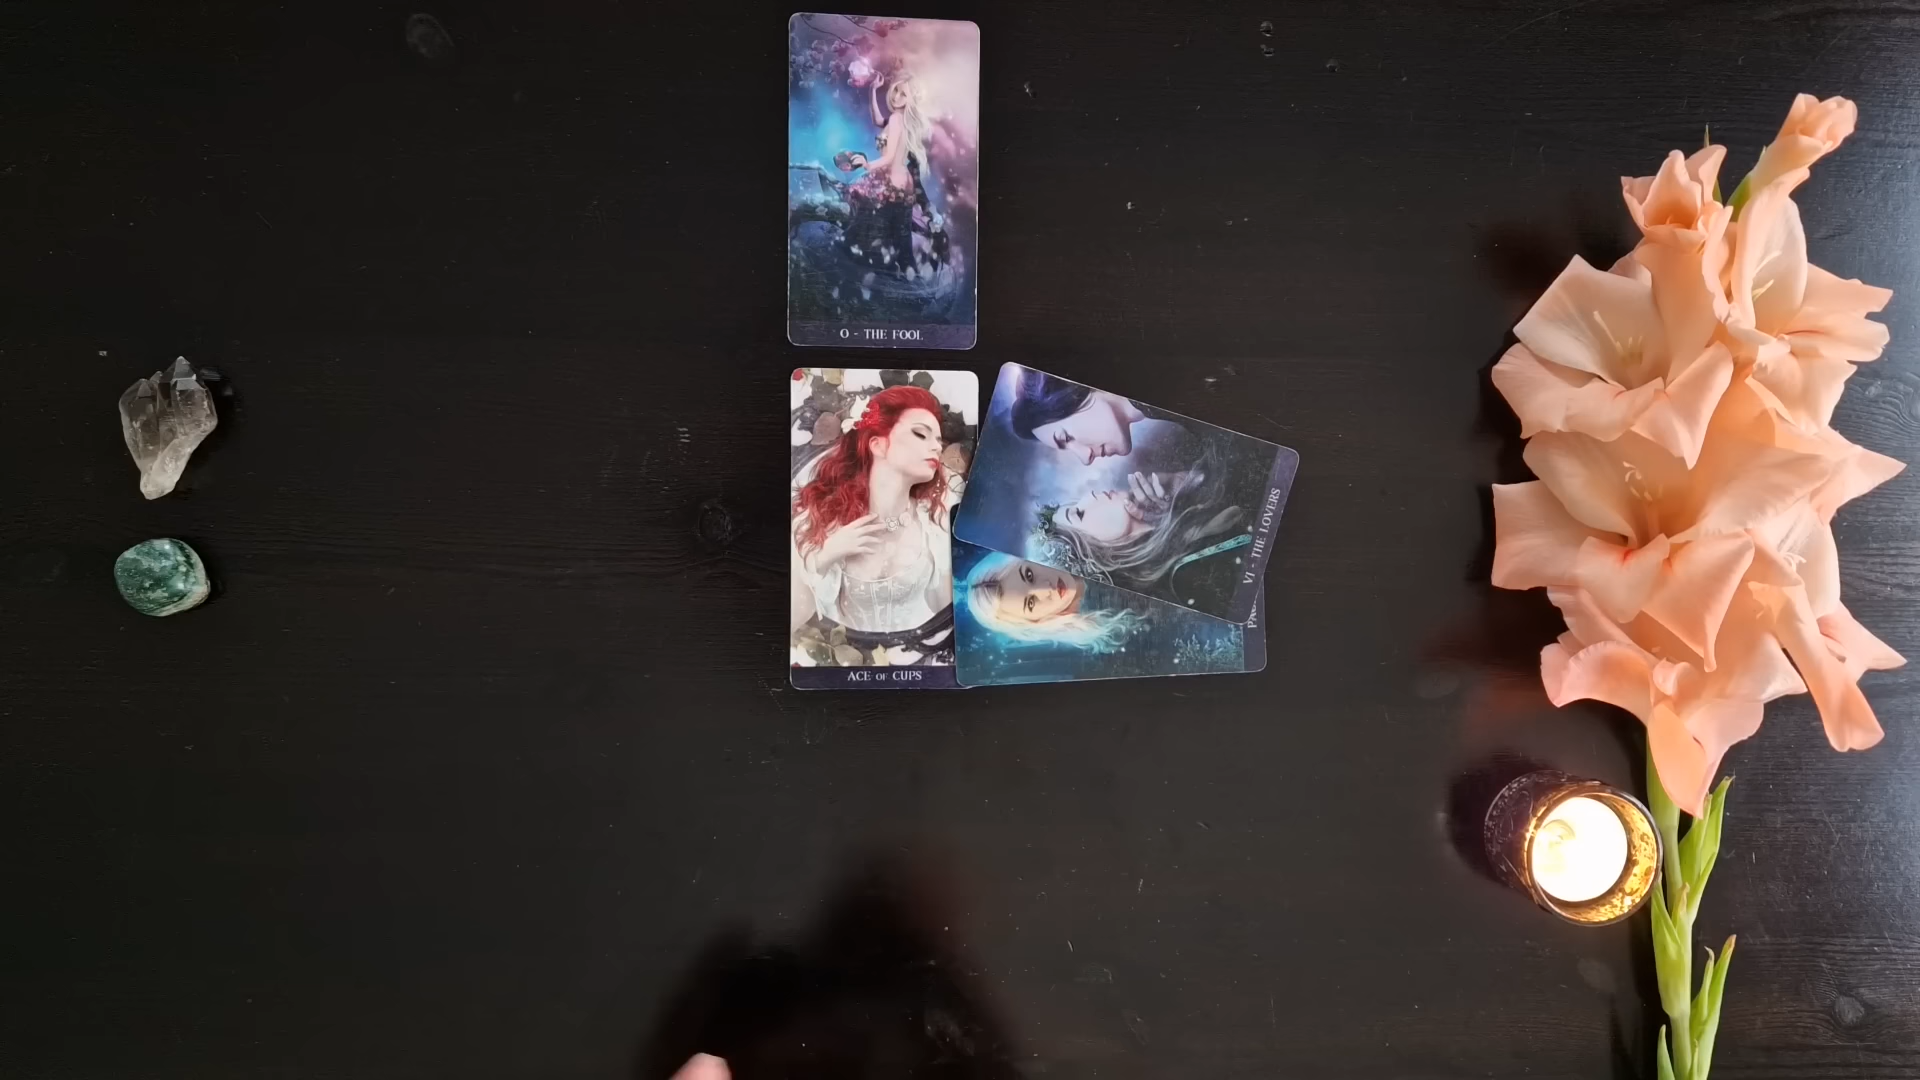 0 - THE FOOL
ACE OF CUPS
VI - THE LOVERS